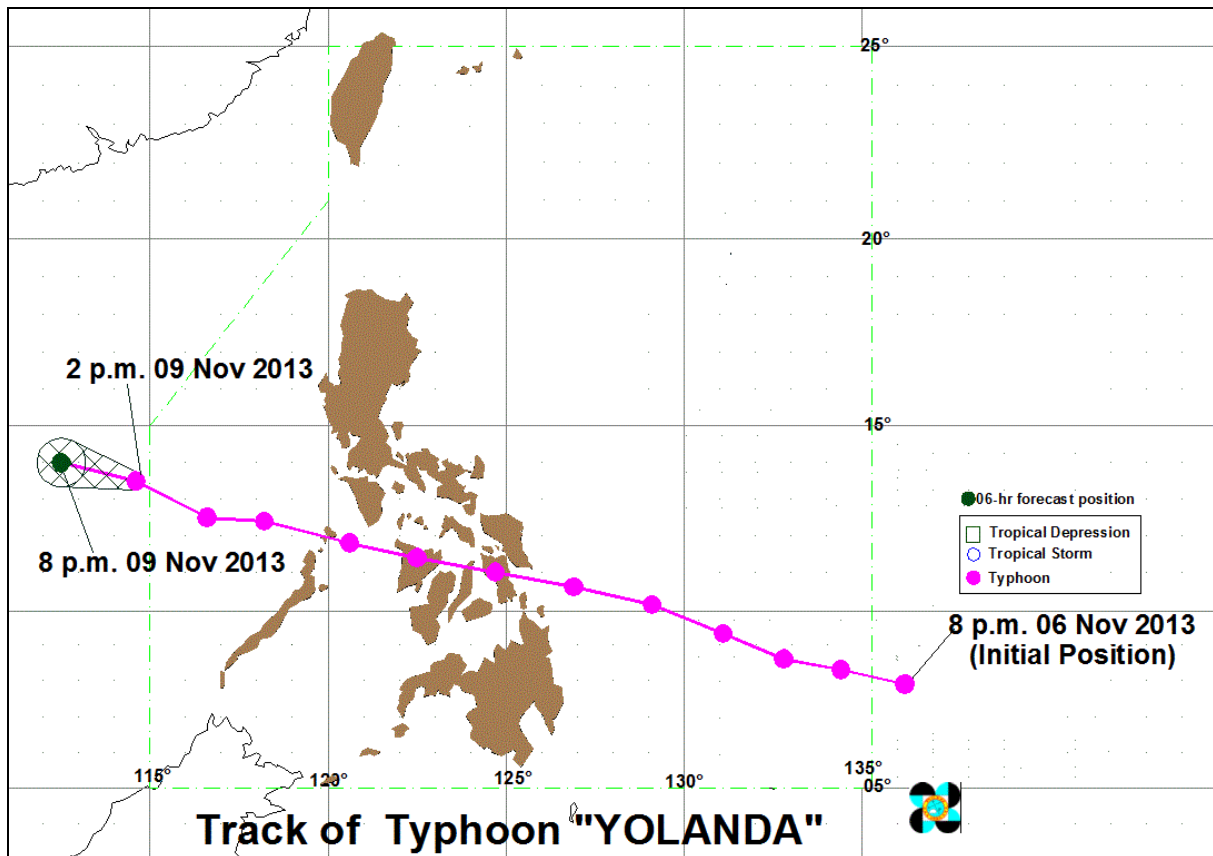 25°
20°
2 p.m. 09 Nov 2013
15°
06-hr forecast position
Tropical Depression
Tropical Storm
Typhoon
8 p.m. 09 Nov 2013
8 p.m. 06 Nov 2013
(Initial Position)
115°
120°
125°
130°
135°
05°
Track of Typhoon "YOLANDA"